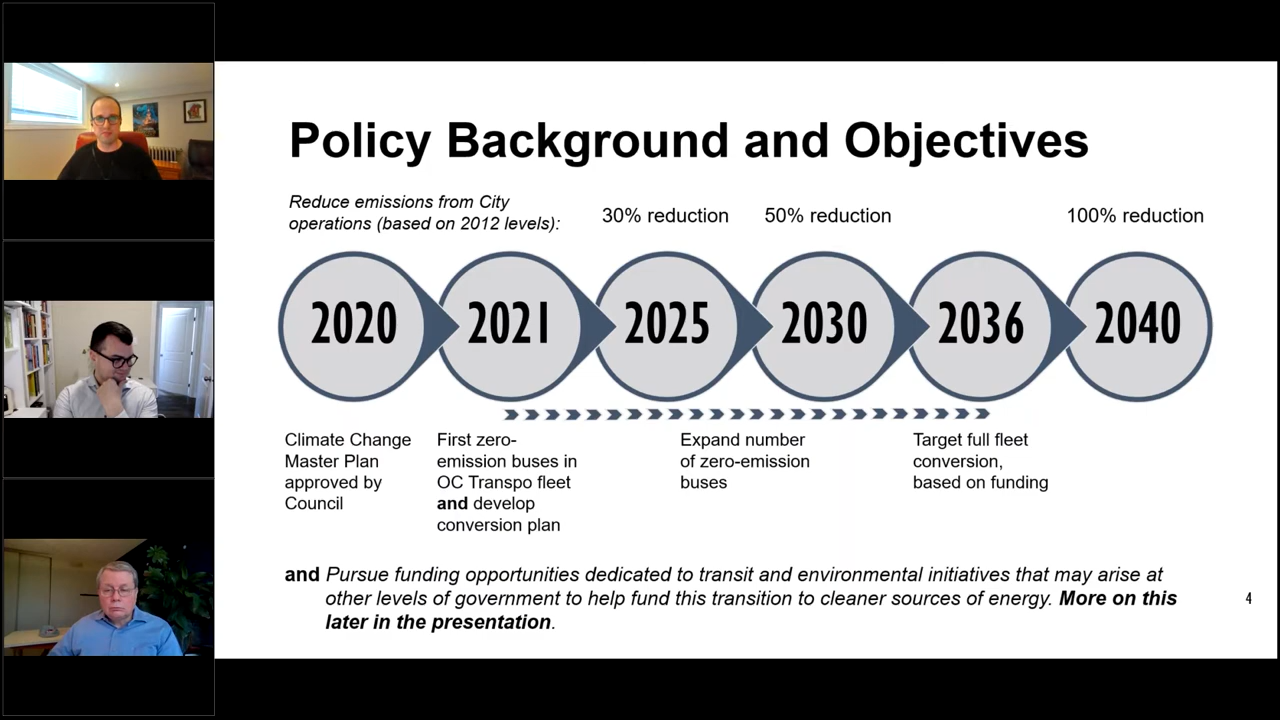 Policy Background and Objectives
Reduce emissions from City
operations (based on 2012 levels):
30% reduction
50% reduction
100% reduction
2020
2021
2025
2030
2036
2040
Climate Change
Master Plan
approved by
Council
First zero-
emission buses in
OC Transpo fleet
and develop
conversion plan
Expand number
of zero-emission
buses
Target full fleet
conversion,
based on funding
and Pursue funding opportunities dedicated to transit and environmental initiatives that may arise at
other levels of government to help fund this transition to cleaner sources of energy. More on this
later in the presentation.
4